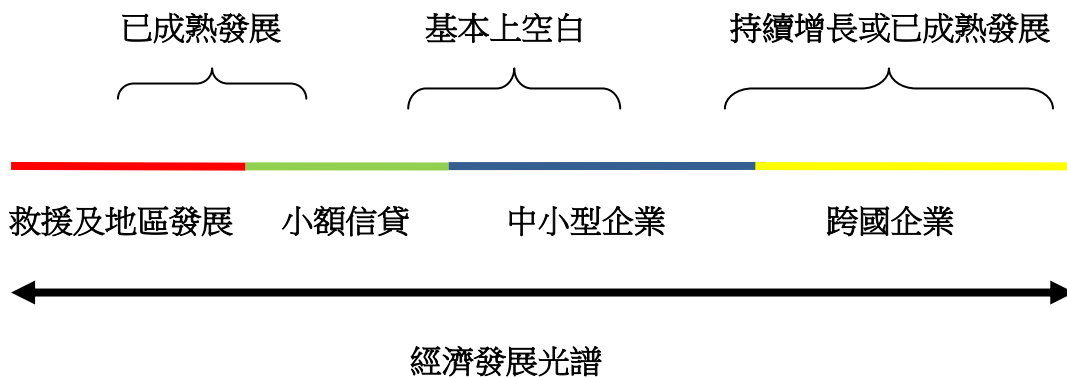 已成熟發展 基本上空白 持續增長或已成熟發展
救援及地區發展 小額信貸 中小型企業 跨國企業
經濟發展光譜